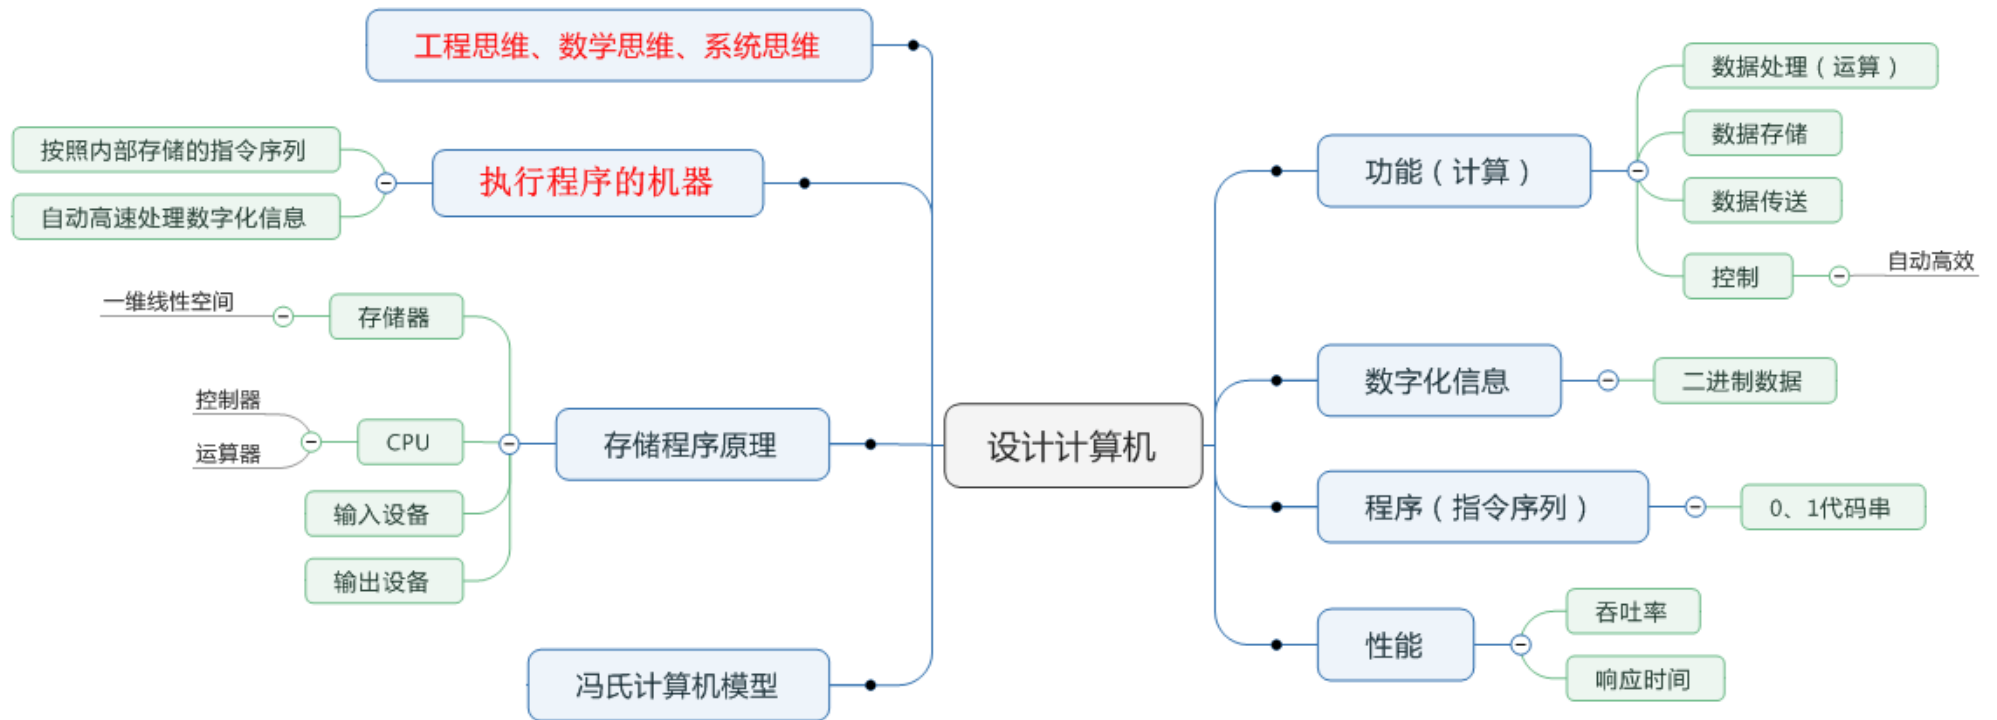 工程思维、数学思维、系统思维
执行程序的机器
按照内部存储的指令序列
自动高速处理数字化信息
存储程序原理
存储器
一维线性空间
CPU
控制器
运算器
输入设备
输出设备
冯氏计算机模型
设计计算机
功能（计算）
数据处理（运算）
数据存储
数据传送
控制
自动高效
数字化信息
二进制数据
程序（指令序列）
0、1代码串
性能
吞吐率
响应时间